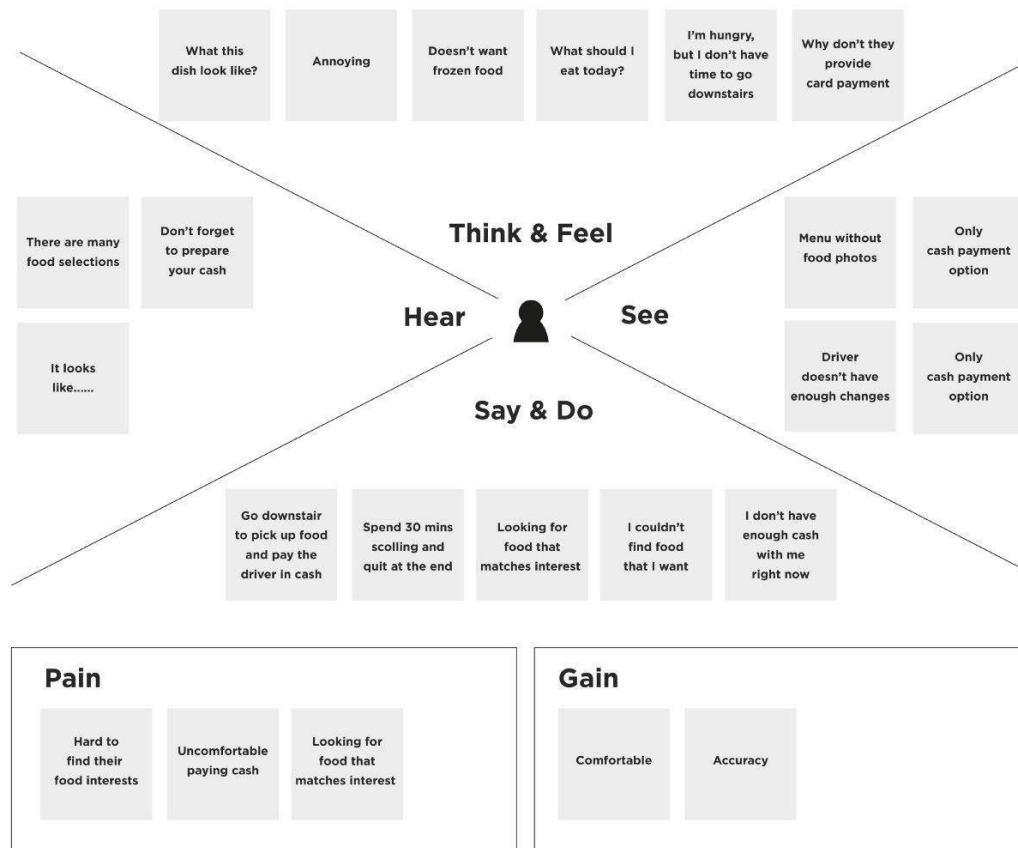 What this
dish look like?
Annoying
Doesn't want
frozen food
What should I
eat today?
I'm hungry,
but I don't have
time to go
downstairs
Why don't they
provide
card payment
Think & Feel
There are many
food selections
Don't forget
to prepare
your cash
It looks
like......
Hear
See
Menu without
food photos
Only
cash payment
option
Driver
doesn't have
enough changes
Only
cash payment
option
Say & Do
Go downstair
to pick up food
and pay the
driver in cash
Spend 30 mins
scolling and
quit at the end
Looking for
food that
matches interest
I couldn't
find food
that I want
I don't have
enough cash
with me
right now
Pain
Hard to
find their
food interests
Uncomfortable
paying cash
Looking for
food that
matches interest
Gain
Comfortable
Accuracy